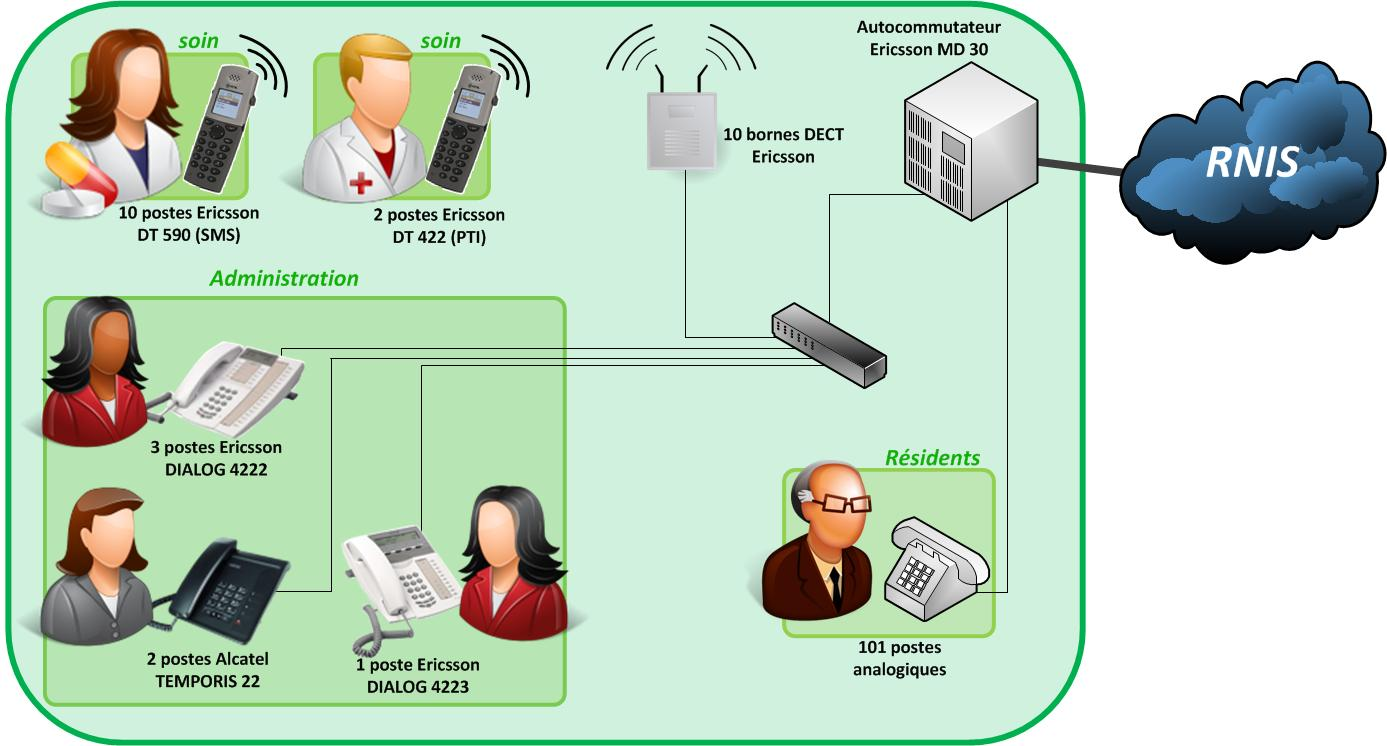 soin
soin
Autocommutateur
Ericsson MD 30
10 bornes DECT
Ericsson
RNIS
10 postes Ericsson
DT 590 (SMS)
2 postes Ericsson
DT 422 (PTI)
Administration
3 postes Ericsson
DIALOG 4222
Résidents
2 postes Alcatel
TEMPORIS 22
1 poste Ericsson
DIALOG 4223
101 postes
analogiques